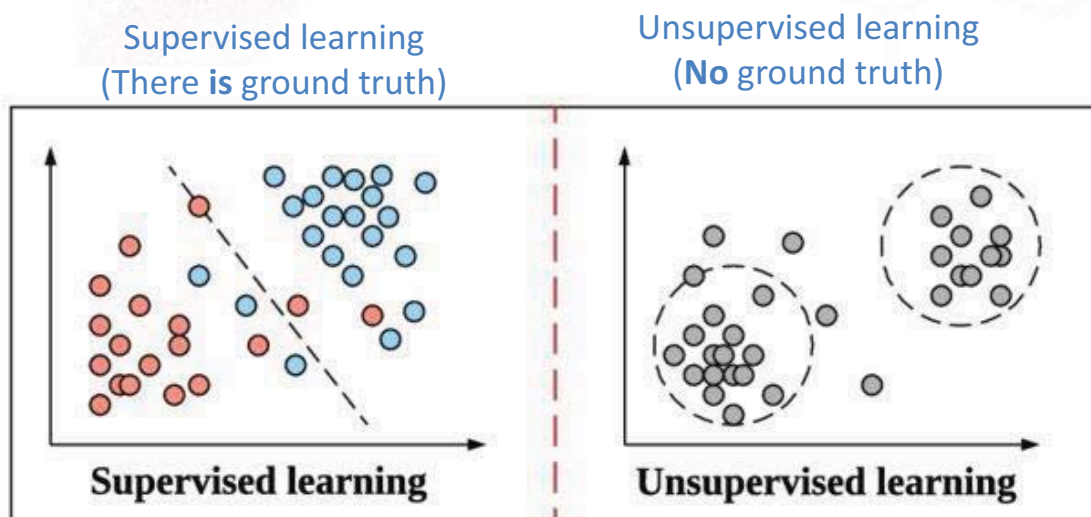 Supervised learning
(There is ground truth)
Unsupervised learning
(No ground truth)
Supervised learning
Unsupervised learning